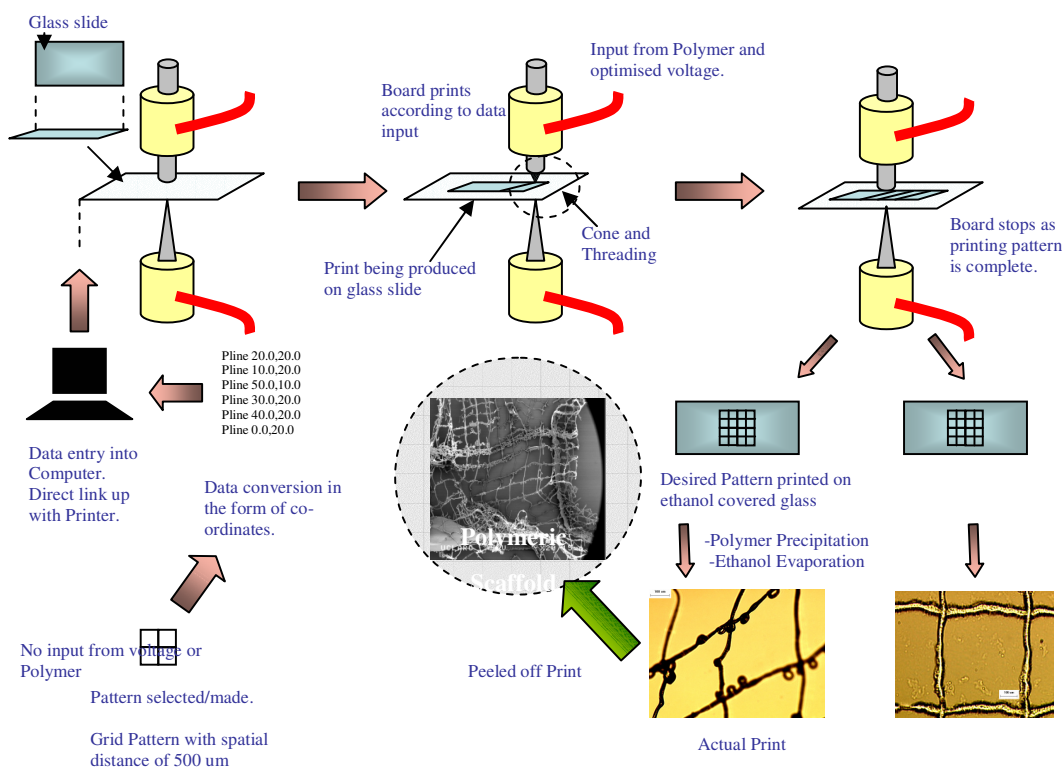 Glass slide
Board prints
according to data
input
Input from Polymer and
optimised voltage.
Print being produced
on glass slide
Cone and
Threading
Board stops as
printing pattern
is complete.
Pline 20.0,20.0
Pline 10.0,20.0
Pline 50.0,10.0
Pline 30.0,20.0
Pline 40.0,20.0
Pline 0.0,20.0
Data entry into
Computer.
Direct link up
with Printer.
Data conversion in
the form of co-
ordinates.
No input from voltage or
Polymer
Pattern selected/made.
Grid Pattern with spatial
distance of 500 um
Desired Pattern printed on
ethanol covered glass
-Polymer Precipitation
-Ethanol Evaporation
Polymeric
Scaffold
Peeled off Print
Actual Print